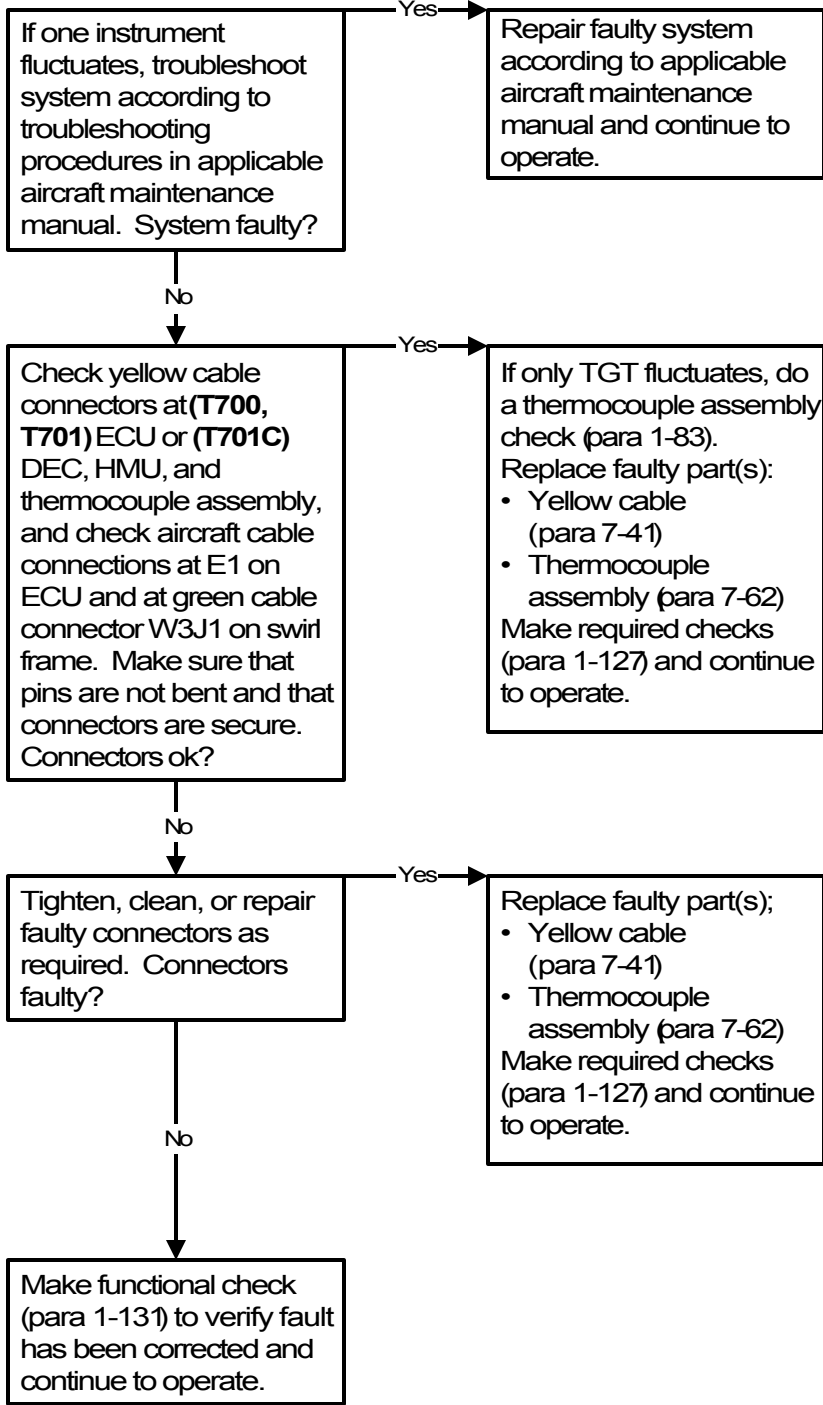 If one instrument
fluctuates, troubleshoot
system according to
troubleshooting
procedures in applicable
aircraft maintenance
manual. System faulty?
Yes
Repair faulty system
according to applicable
aircraft maintenance
manual and continue to
operate.
No
Check yellow cable
connectors at (T700,
T701) ECU or (T701C)
DEC, HMU, and
thermocouple assembly,
and check aircraft cable
connections at E1 on
ECU and at green cable
connector W3J1 on swirl
frame. Make sure that
pins are not bent and that
connectors are secure.
Connectors ok?
Yes
If only TGT fluctuates, do
a thermocouple assembly
check (para 1-83).
Replace faulty part(s):
• Yellow cable
(para 7-41)
• Thermocouple
assembly (para 7-62)
Make required checks
(para 1-127) and continue
to operate.
No
Tighten, clean, or repair
faulty connectors as
required. Connectors
faulty?
Yes
Replace faulty part(s);
• Yellow cable
(para 7-41)
• Thermocouple
assembly (para 7-62)
Make required checks
(para 1-127) and continue
to operate.
No
Make functional check
(para 1-131) to verify fault
has been corrected and
continue to operate.